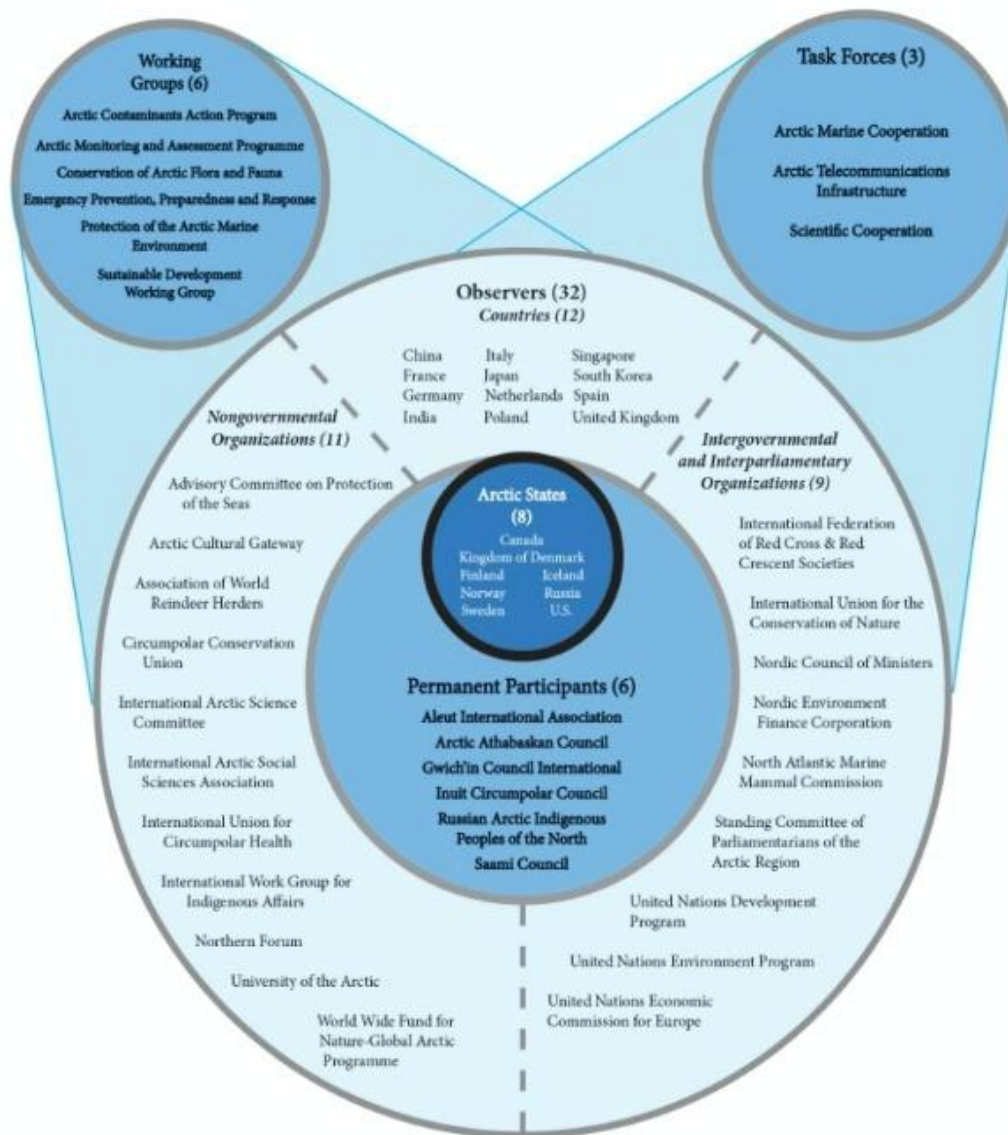 Working
Groups (6)
Arctic Contaminants Action Program
Arctic Monitoring and Assessment Programme
Conservation of Arctic Flora and Fauna
Emergency Prevention, Preparedness and Response
Protection of the Arctic Marine
Environment
Sustainable Development
Working Group
Task Forces (3)
Arctic Marine Cooperation
Arctic Telecommunications
Infrastructure
Scientific Cooperation
Observers (32)
Countries (12)
China Italy Singapore
France Japan South Korea
Germany Netherlands Spain
India Poland United Kingdom
Nongovernmental
Organizations (11)
Advisory Committee on Protection
of the Seas
Arctic Cultural Gateway
Association of World
Reindeer Herders
Circumpolar Conservation
Union
International Arctic Science
Committee
International Arctic Social
Sciences Association
International Union for
Circumpolar Health
International Work Group for
Indigenous Affairs
Northern Forum
University of the Arctic
World Wide Fund for
Nature-Global Arctic
Programme
Arctic States
(8)
Canada
Kingdom of Denmark
Finland Iceland
Norway Russia
Sweden U.S.
Permanent Participants (6)
Aleut International Association
Arctic Athabaskan Council
Gwich'in Council International
Inuit Circumpolar Council
Russian Arctic Indigenous
Peoples of the North
Saami Council
Intergovernmental
and Interparliamentary
Organizations (9)
International Federation
of Red Cross & Red
Crescent Societies
International Union for the
Conservation of Nature
Nordic Council of Ministers
Nordic Environment
Finance Corporation
North Atlantic Marine
Mammal Commission
Standing Committee of
Parliamentarians of the
Arctic Region
United Nations Development
Program
United Nations Environment Program
United Nations Economic
Commission for Europe